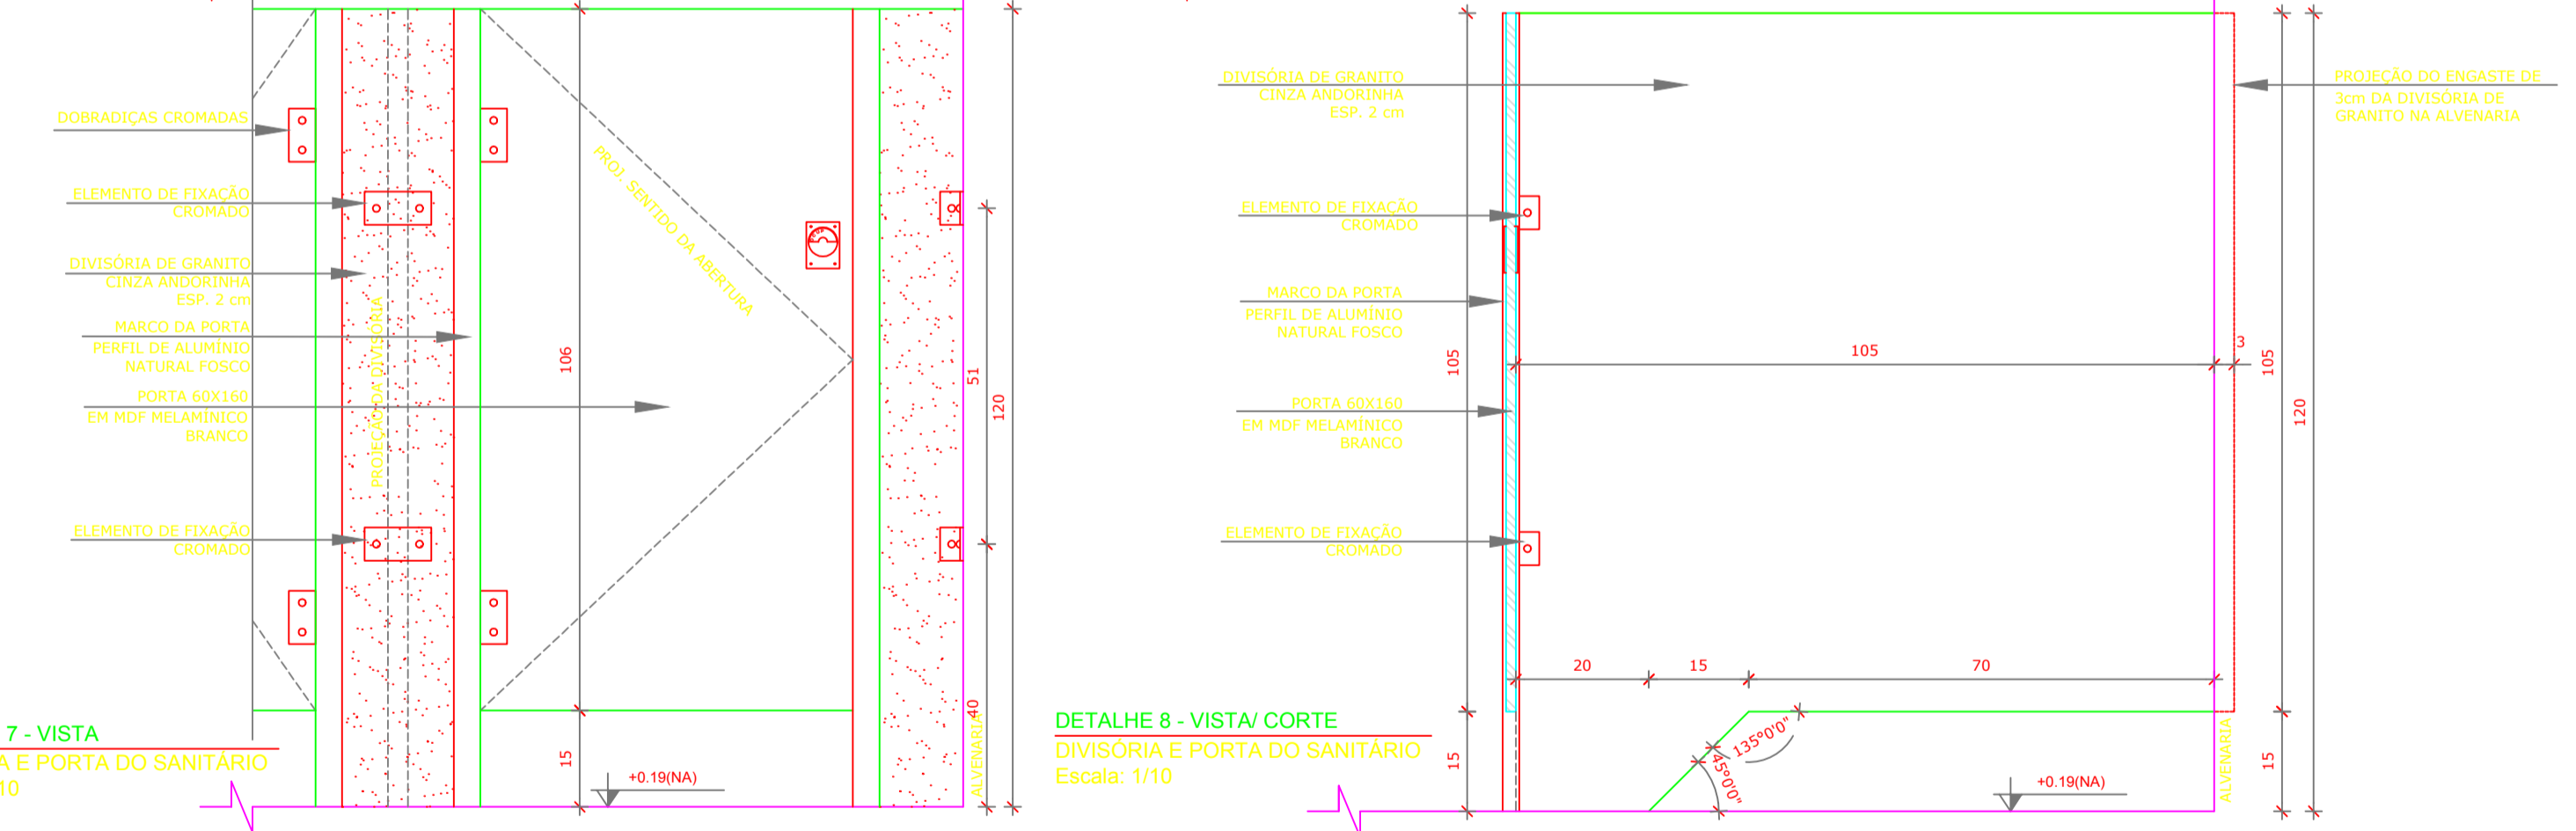 DOBRADIÇAS CROMADAS
ELEMENTO DE FIXAÇÃO
CROMADO
DIVISÓRIA DE GRANITO
CINZA ANDORINHA
ESP. 2 cm
MARCO DA PORTA
PERFIL DE ALUMÍNIO
NATURAL FOSCO
PORTA 60X160
EM MDF MELAMÍNICO
BRANCO
ELEMENTO DE FIXAÇÃO
CROMADO
PROJEÇÃO DA DIVISÓRIA
PROJ. SENTIDO DA ABERTURA
106
15
51
40
120
ALVENARIA
+0.19(NA)
7 - VISTA
A E PORTA DO SANITÁRIO
10
DIVISÓRIA DE GRANITO
CINZA ANDORINHA
ESP. 2 cm
ELEMENTO DE FIXAÇÃO
CROMADO
MARCO DA PORTA
PERFIL DE ALUMÍNIO
NATURAL FOSCO
PORTA 60X160
EM MDF MELAMÍNICO
BRANCO
ELEMENTO DE FIXAÇÃO
CROMADO
105
15
105
3
20
15
70
135°0'0"
45°0'0"
+0.19(NA)
ALVENARIA
105
15
120
PROJEÇÃO DO ENGASTE DE
3cm DA DIVISÓRIA DE
GRANITO NA ALVENARIA
DETALHE 8 - VISTA/ CORTE
DIVISÓRIA E PORTA DO SANITÁRIO
Escala: 1/10